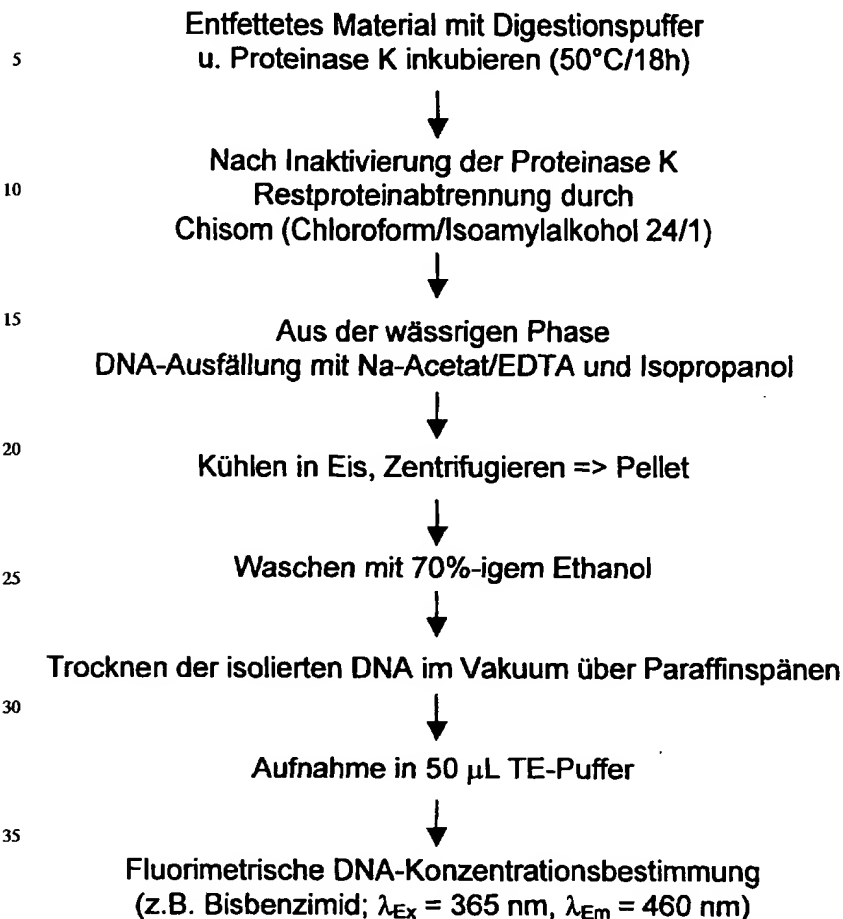 Entfettetes Material mit Digestionspuffer
5 u. Proteinase K inkubieren (50°C/18h)
Nach Inaktivierung der Proteinase K
10 Restproteinabtrennung durch
Chisom (Chloroform/Isoamylalkohol 24/1)
15 Aus der wässrigen Phase
DNA-Ausfällung mit Na-Acetat/EDTA und Isopropanol
20 Kühlen in Eis, Zentrifugieren => Pellet
25 Waschen mit 70%-igem Ethanol
Trocknen der isolierten DNA im Vakuum über Paraffinspänen
30
Aufnahme in 50 μL TE-Puffer
35
Fluorimetrische DNA-Konzentrationsbestimmung
(z.B. Bisbenzimid; λEx = 365 nm, λEm = 460 nm)